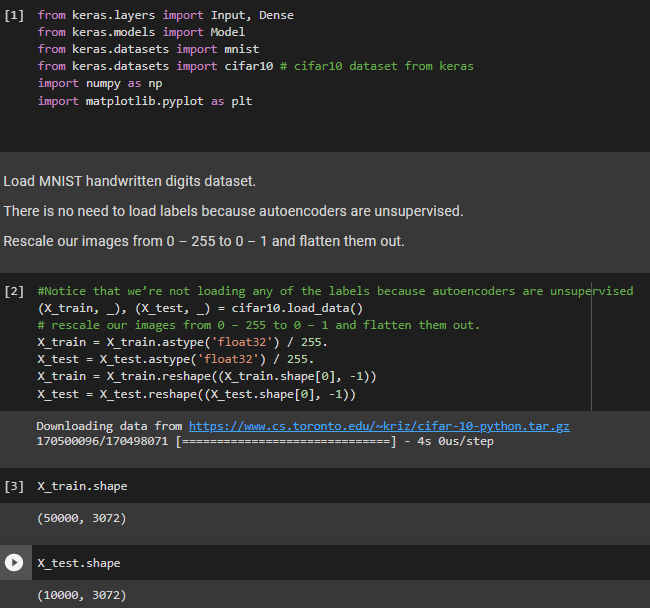 [1] from keras.layers import Input, Dense
from keras.models import Model
from keras.datasets import mnist
from keras.datasets import cifar10 # cifar10 dataset from keras
import numpy as np
import matplotlib.pyplot as plt
Load MNIST handwritten digits dataset.
There is no need to load labels because autoencoders are unsupervised.
Rescale our images from 0 – 255 to 0 – 1 and flatten them out.
[2] #Notice that we’re not loading any of the labels because autoencoders are unsupervised
(X_train, _), (X_test, _) = cifar10.load_data()
# rescale our images from 0 – 255 to 0 – 1 and flatten them out.
X_train = X_train.astype('float32') / 255.
X_test = X_test.astype('float32') / 255.
X_train = X_train.reshape((X_train.shape[0], -1))
X_test = X_test.reshape((X_test.shape[0], -1))
Downloading data from https://www.cs.toronto.edu/~kriz/cifar-10-python.tar.gz
170500096/170498071 [==============================] - 4s 0us/step
[3] X_train.shape
(50000, 3072)
X_test.shape
(10000, 3072)